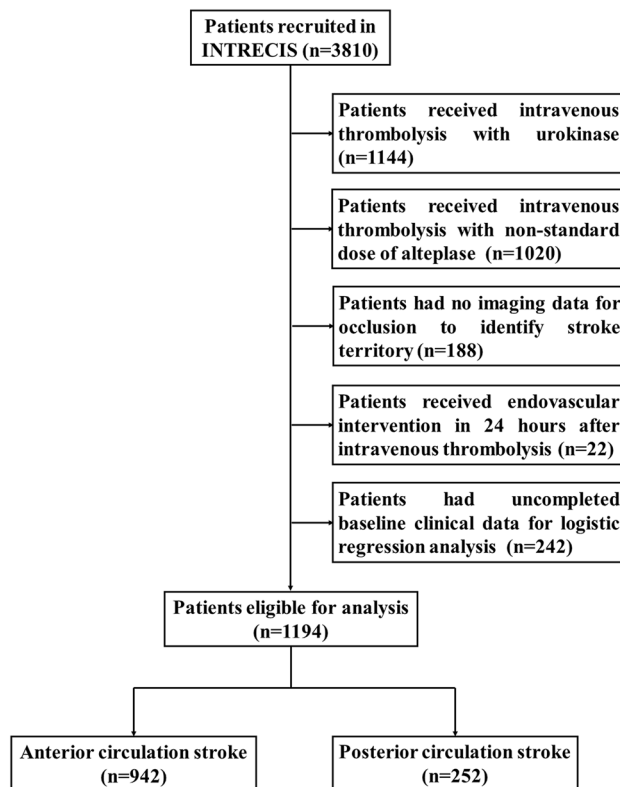 Patients recruited in
INTRECIS (n=3810)
Patients received intravenous
thrombolysis with urokinase
(n=1144)
Patients received intravenous
thrombolysis with non-standard
dose of alteplase (n=1020)
Patients had no imaging data for
occlusion to identify stroke
territory (n=188)
Patients received endovascular
intervention in 24 hours after
intravenous thrombolysis (n=22)
Patients had uncompleted
baseline clinical data for logistic
regression analysis (n=242)
Patients eligible for analysis
(n=1194)
Anterior circulation stroke
(n=942)
Posterior circulation stroke
(n=252)